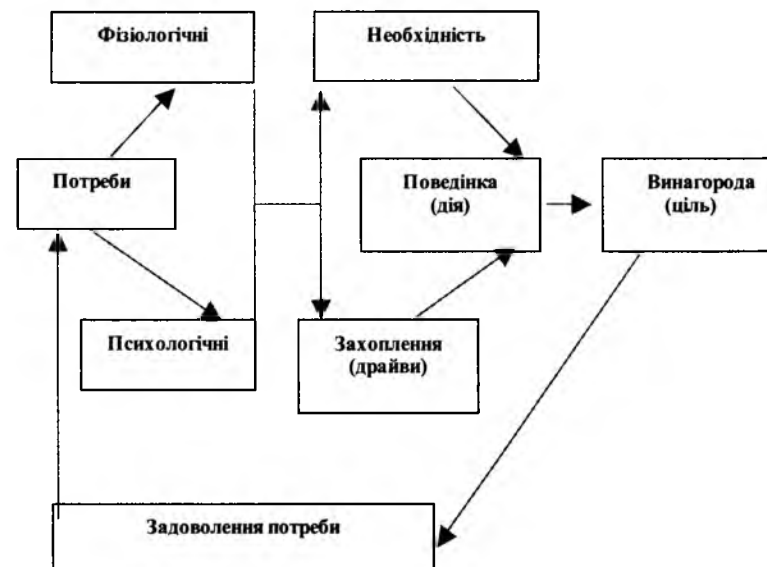 Фізіологічні
Необхідність
Потреби
Поведінка
(дія)
Винагорода
(ціль)
Психологічні
Захоплення
(драйви)
Задоволення потреби